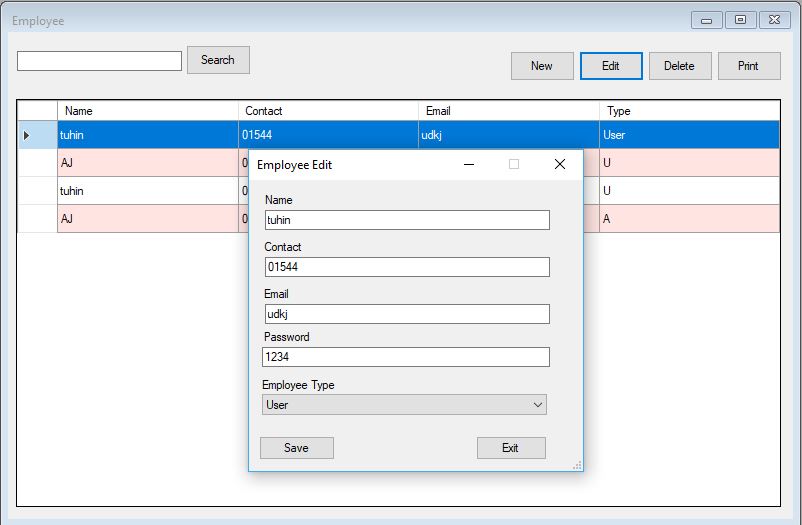 Employee
Search
New Edit Delete Print
Name Contact Email Type
tuhin 01544 udkj User
AJ 0 U
tuhin 0 U
AJ 0 A
Employee Edit
Name
tuhin
Contact
01544
Email
udkj
Password
1234
Employee Type
User
Save Exit